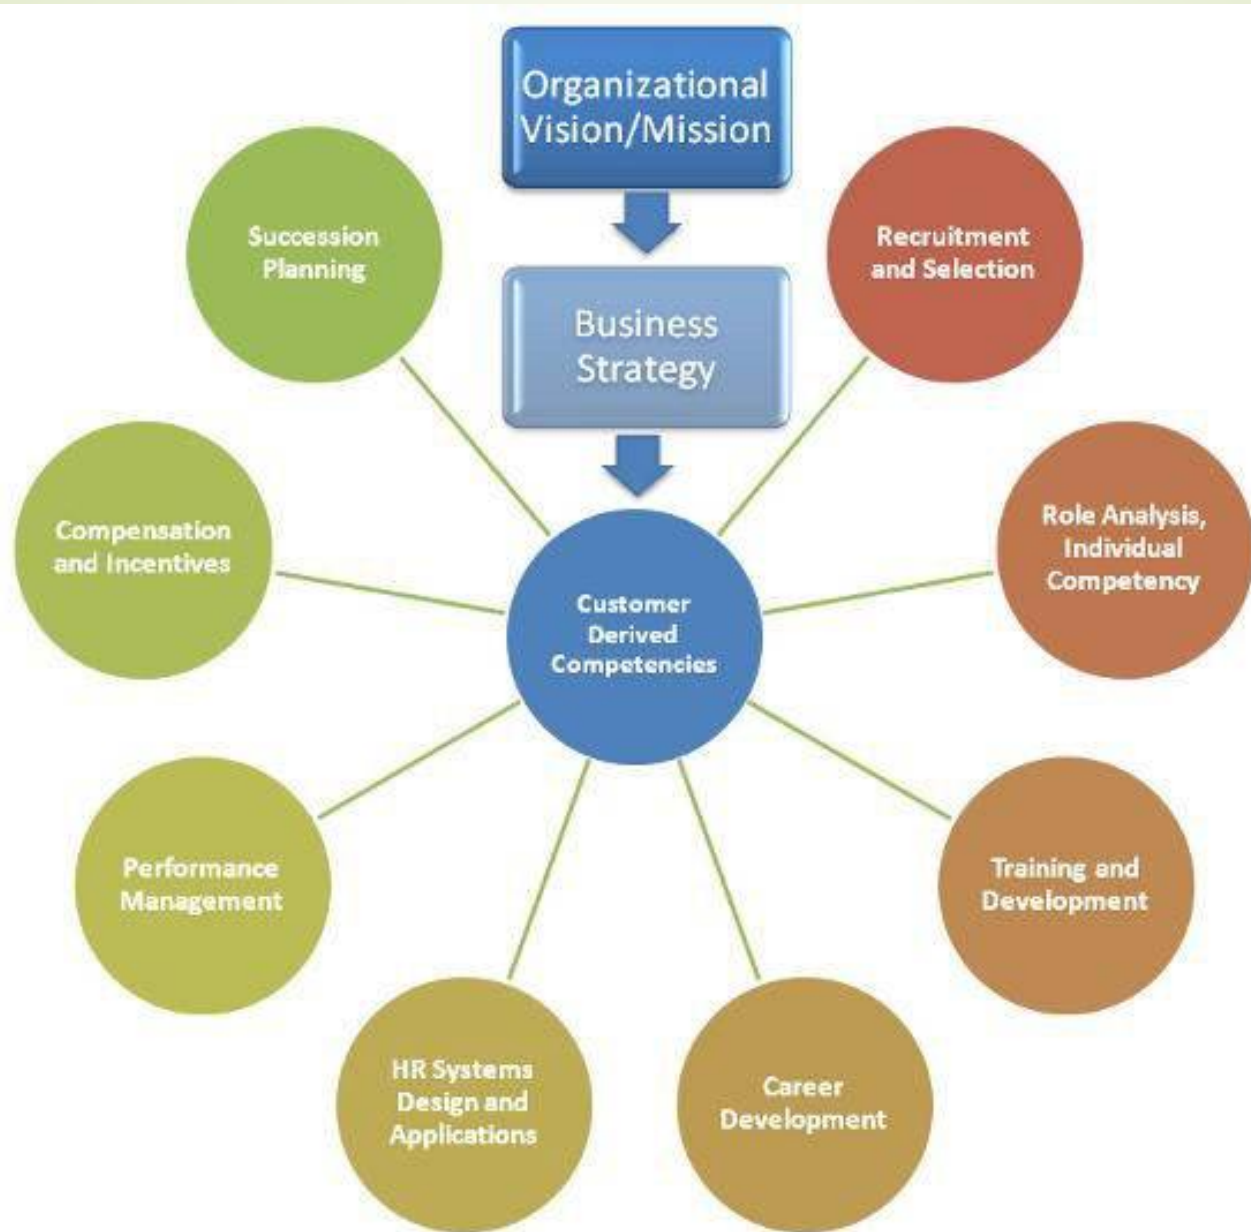 Organizational
Vision/Mission
Business
Strategy
Customer
Derived
Competencies
Recruitment
and Selection
Role Analysis,
Individual
Competency
Training and
Development
Career
Development
HR Systems
Design and
Applications
Performance
Management
Compensation
and Incentives
Succession
Planning